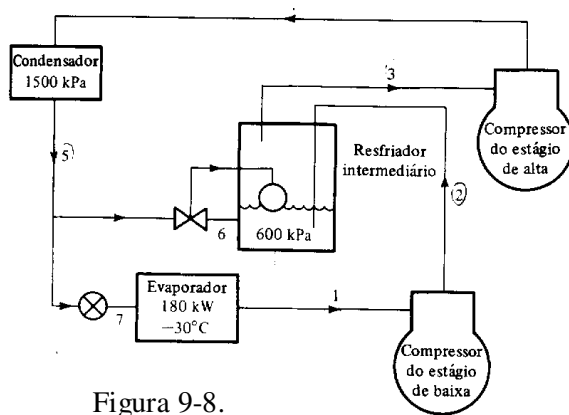 Condensador
1500 kPa
3
5
Resfriador
intermediário
Compressor
do estágio
de alta
2
6
600 kPa
Evaporador
180 kW
−30°C
7
1
Compressor
do estágio
de baixa
Figura 9-8.